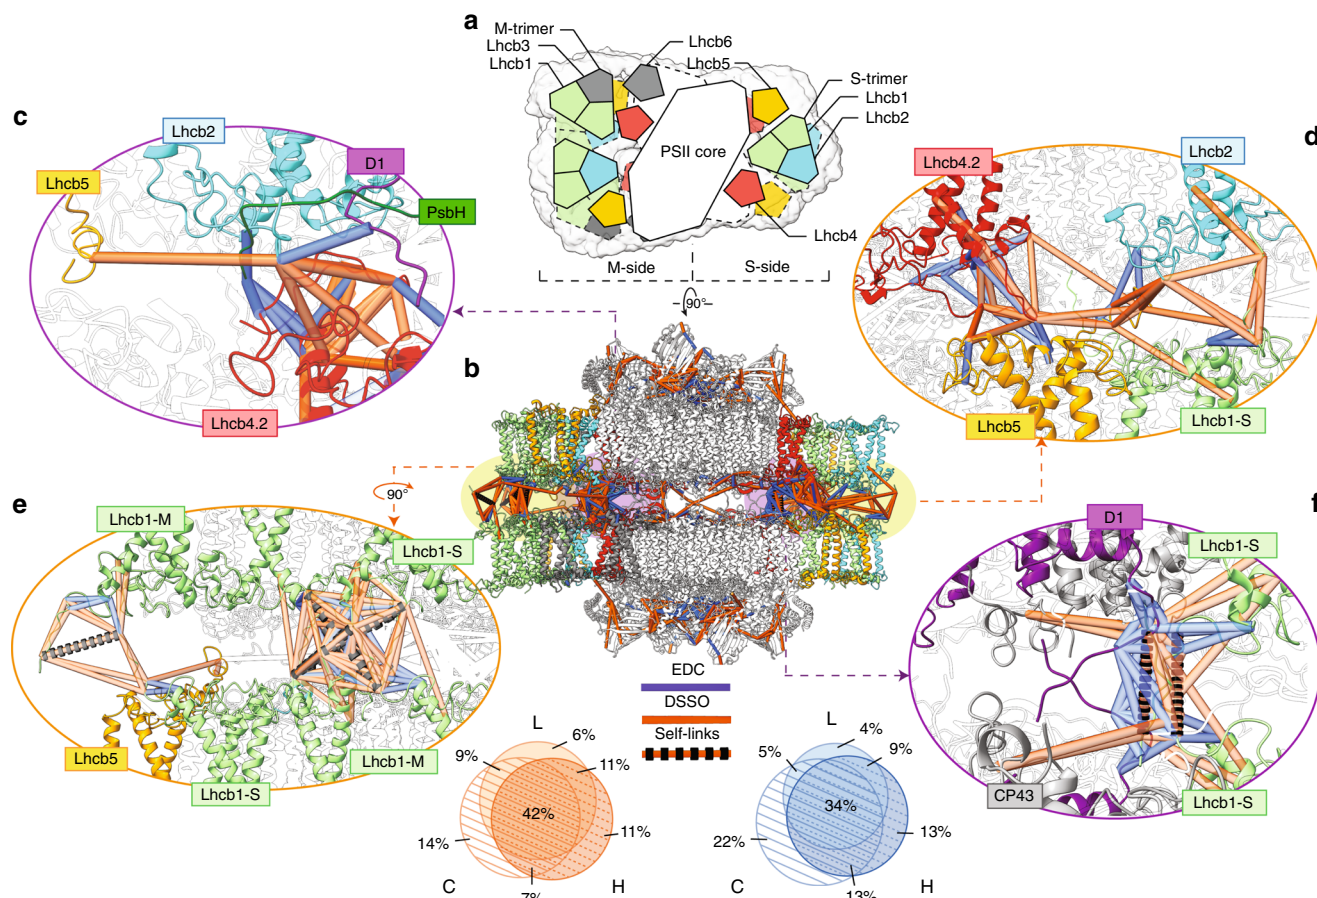 a
M-trimer
Lhcb3
Lhcb1
Lhcb6
Lhcb5
S-trimer
Lhcb1
Lhcb2
PSII core
Lhcb4
M-side
S-side
90°
c
Lhcb2
D1
Lhcb5
PsbH
Lhcb4.2
d
Lhcb4.2
Lhcb2
Lhcb5
Lhcb1-S
b
e
90°
Lhcb1-M
Lhcb1-S
Lhcb5
Lhcb1-S
Lhcb1-M
f
D1
Lhcb1-S
CP43
Lhcb1-S
EDC
DSSO
Self-links
L
6%
9%
11%
42%
14%
11%
C
7%
H
L
4%
5%
9%
34%
22%
13%
C
13%
H